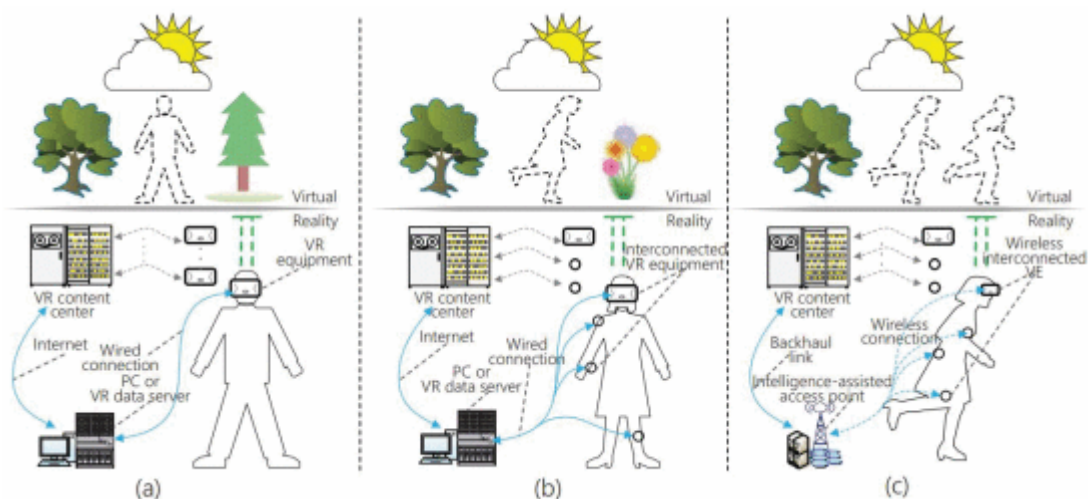 Virtual
Reality
VR
equipment
VR content
center
Internet
Wired
connection
PC or
VR data server
(a)
Virtual
Reality
Interconnected
VR equipment
VR content
center
Internet
Wired
connection
PC or
VR data server
(b)
Virtual
Reality
Wireless
interconnected
VE
VR content
center
Wireless
connection
Backhaul
link
Intelligence-assisted
access point
(c)